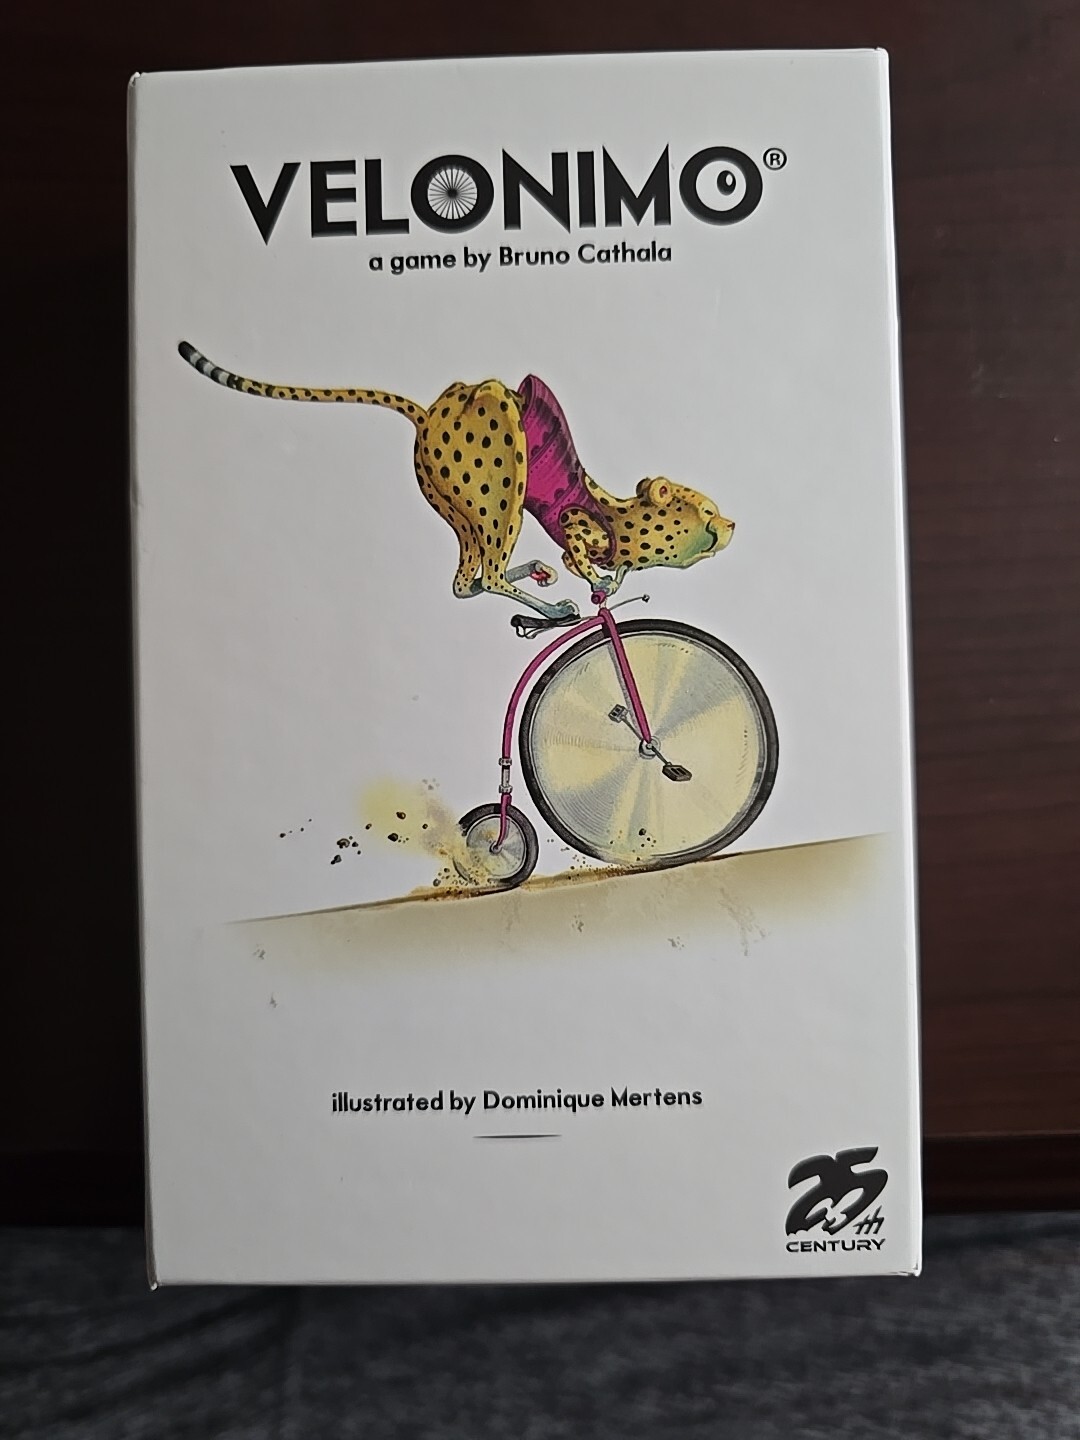 VELONIMO®
a game by Bruno Cathala
illustrated by Dominique Mertens
25th
CENTURY